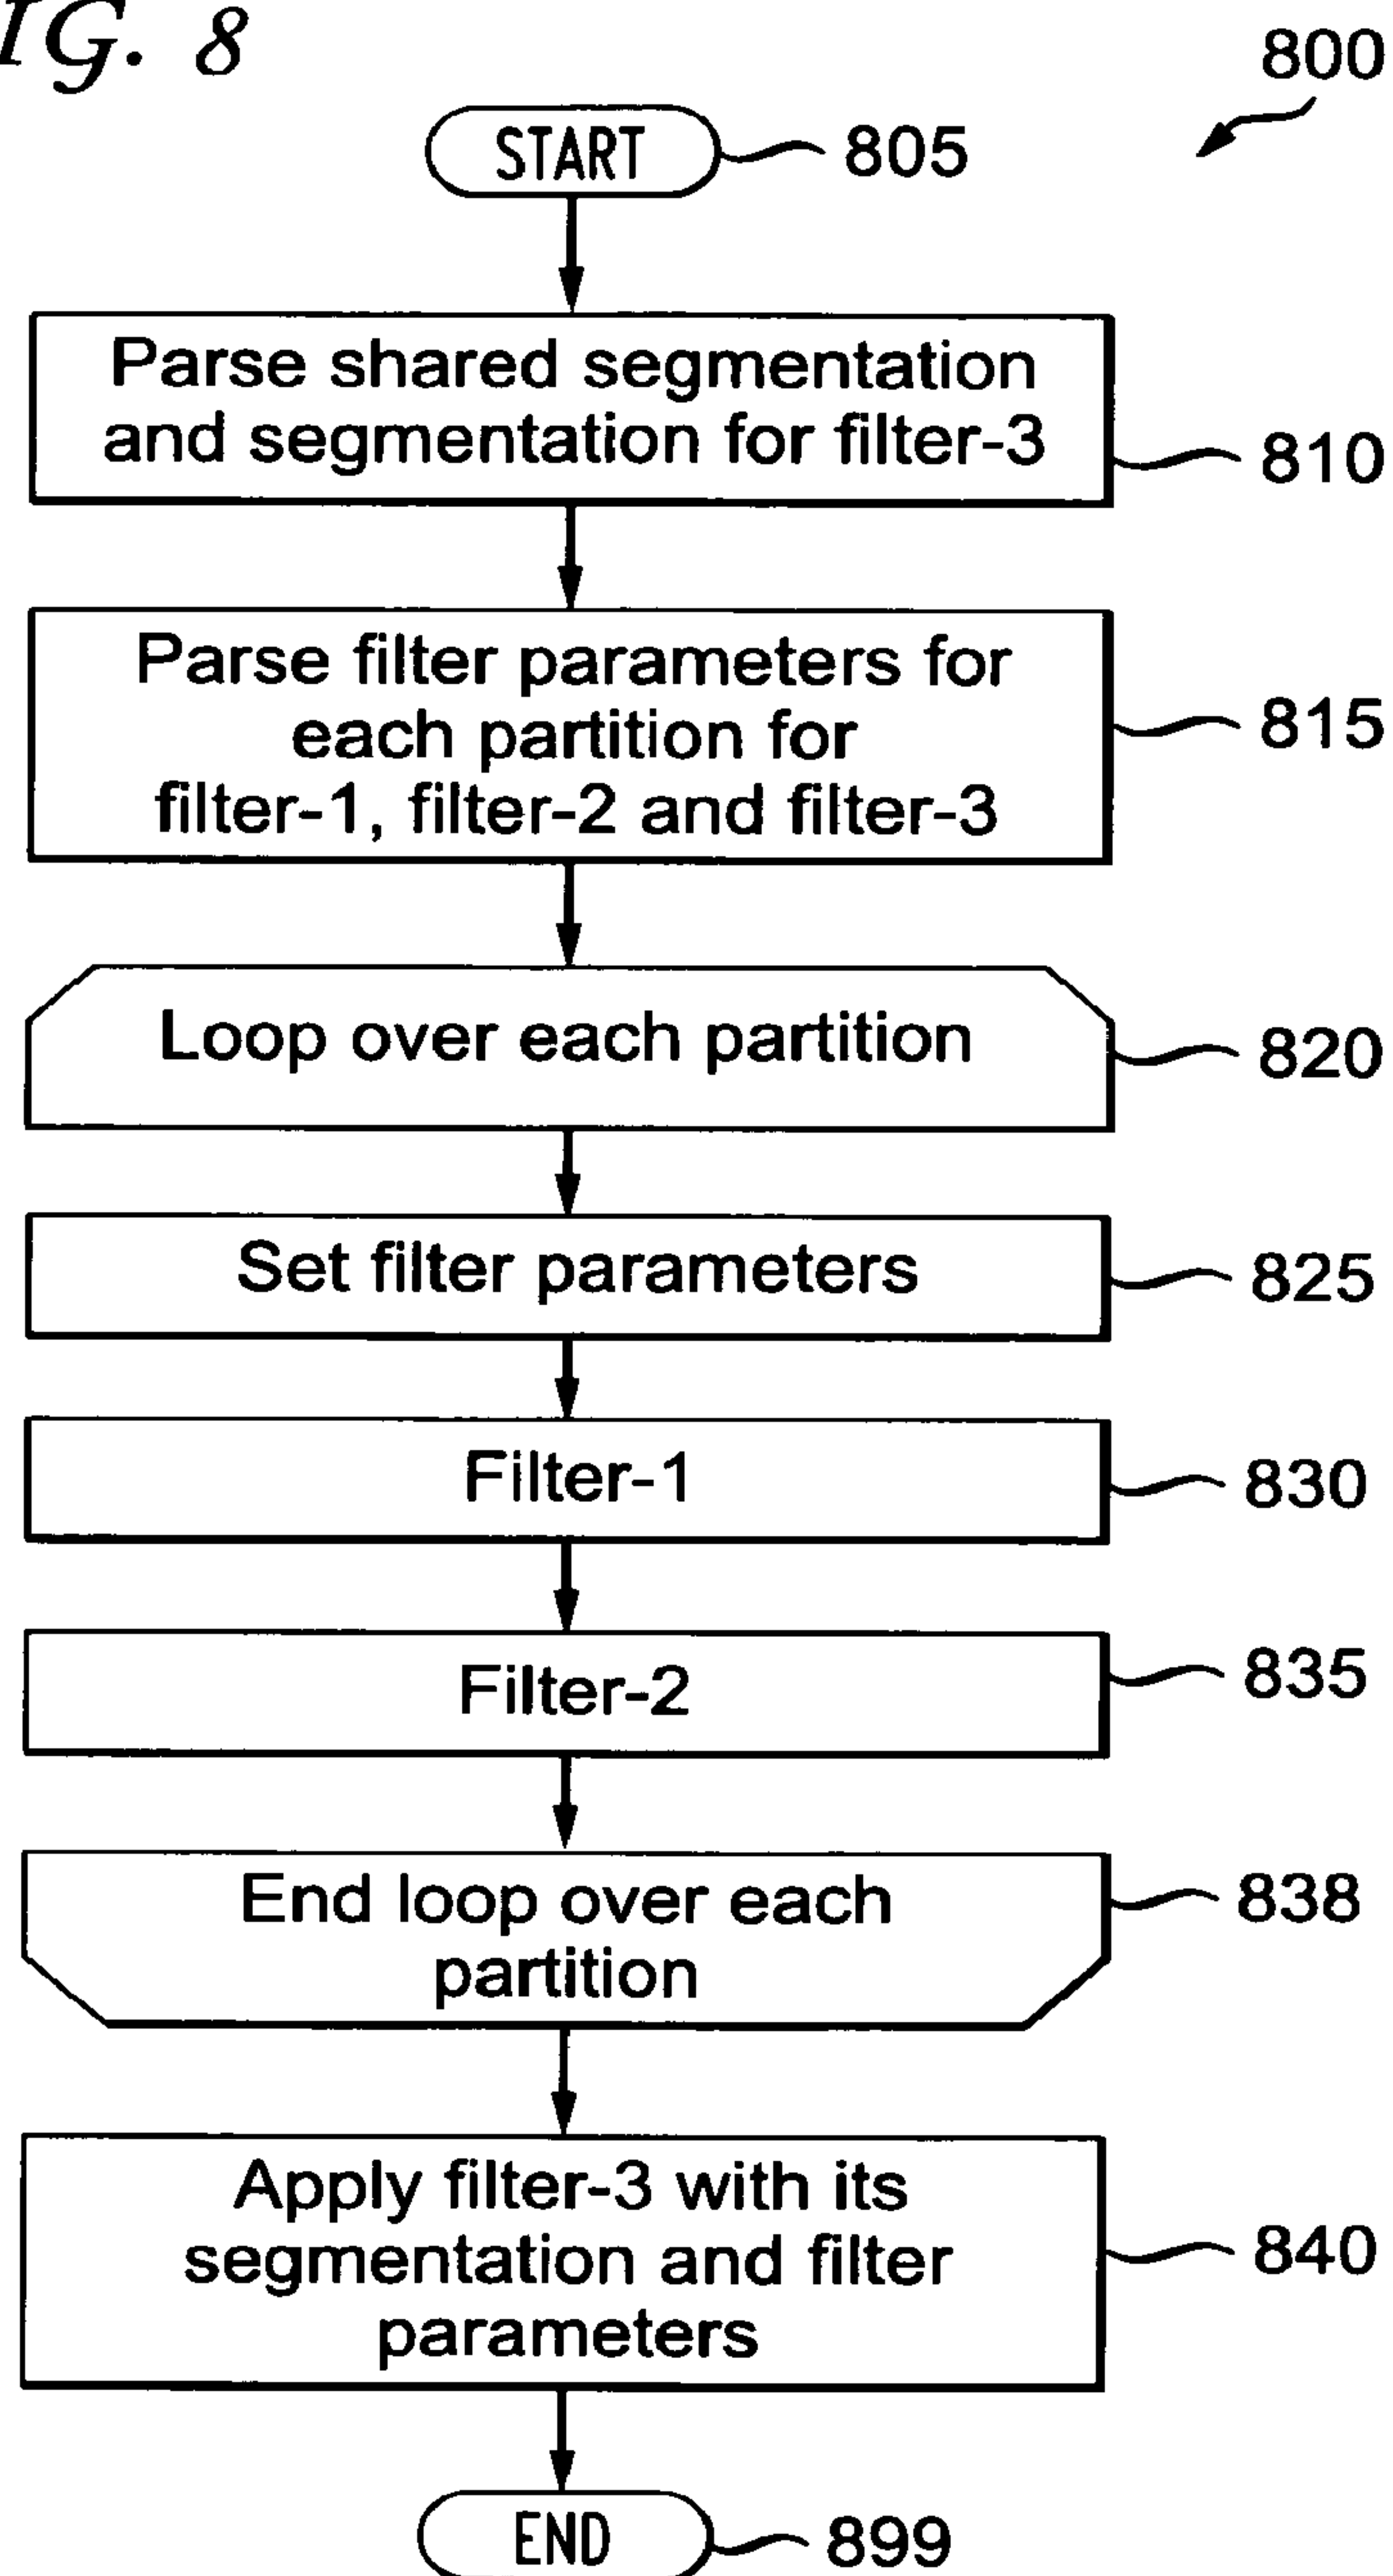 IG. 8
800
START
805
Parse shared segmentation
and segmentation for filter-3
810
Parse filter parameters for
each partition for
filter-1, filter-2 and filter-3
815
Loop over each partition
820
Set filter parameters
825
Filter-1
830
Filter-2
835
End loop over each
partition
838
Apply filter-3 with its
segmentation and filter
parameters
840
END
899